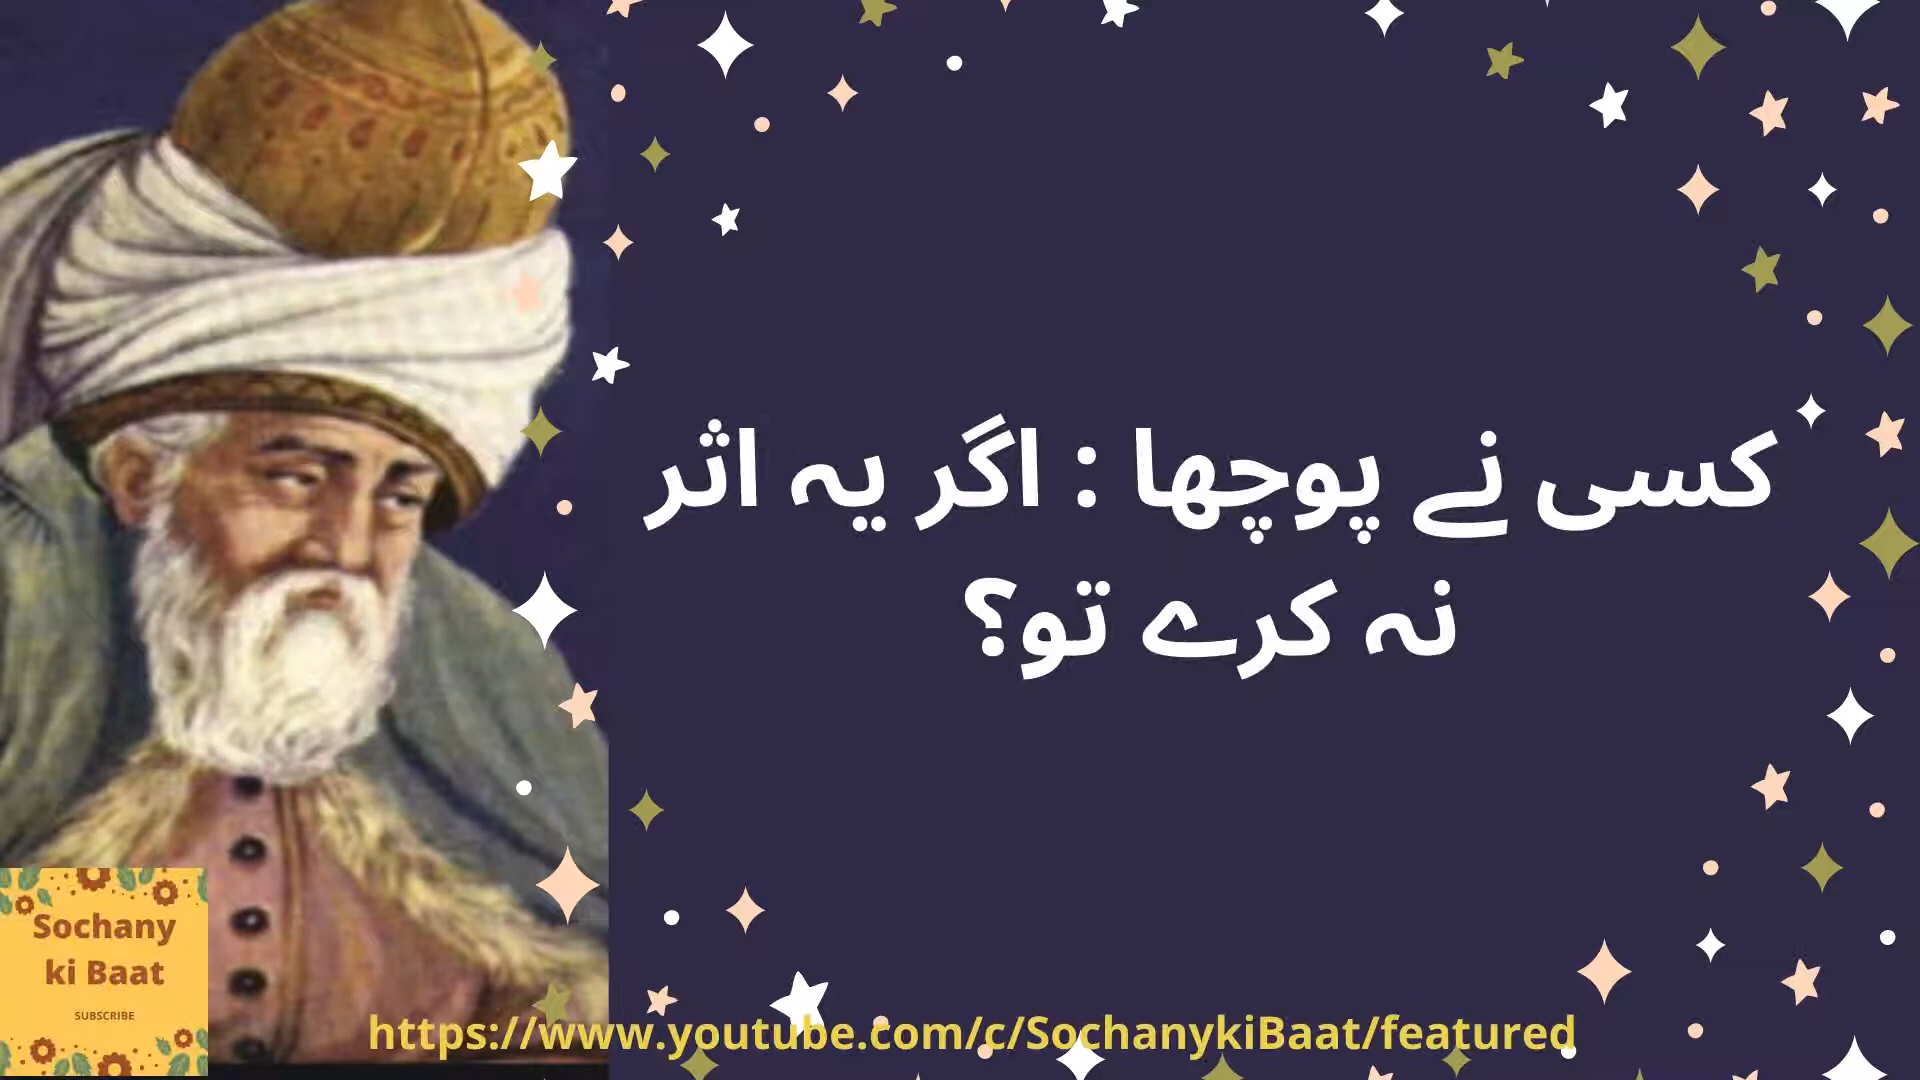 کسی نے پوچھا : اگر یہ اثر
نہ کرے تو؟
Sochany
ki Baat
SUBSCRIBE
https://www.youtube.com/c/SochanykiBaat/featured